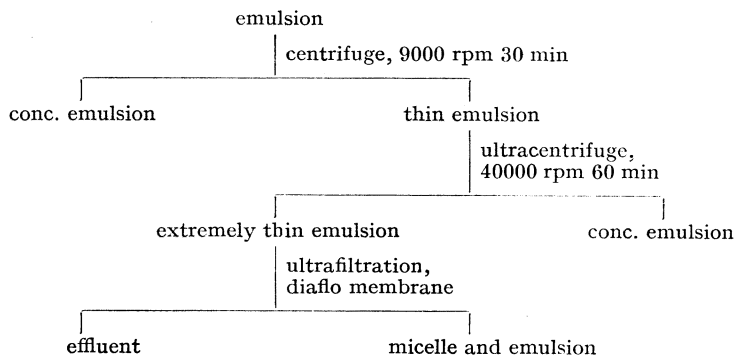 emulsion
centrifuge, 9000 rpm 30 min
conc. emulsion
thin emulsion
ultracentrifuge,
40000 rpm 60 min
extremely thin emulsion
conc. emulsion
ultrafiltration,
diaflo membrane
effluent
micelle and emulsion